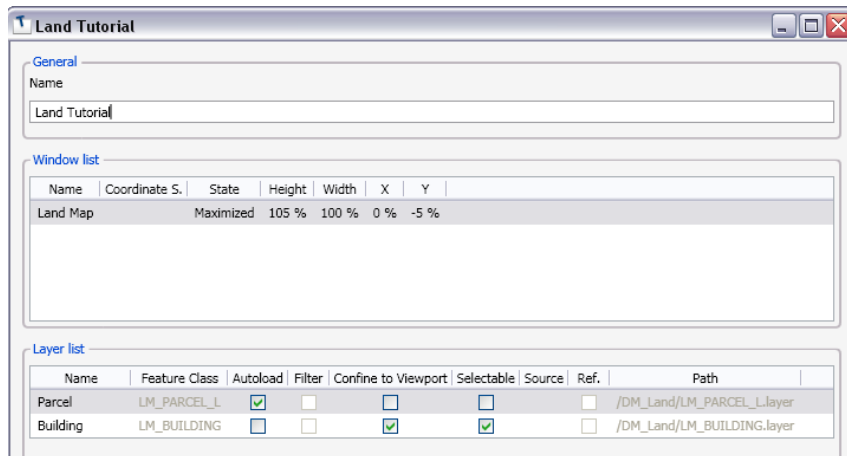 Land Tutorial
General
Name
Land Tutorial
Window list
Name Coordinate S. State Height Width X Y
Land Map Maximized 105 % 100 % 0 % -5 %
Layer list
Name Feature Class Autoload Filter Confine to Viewport Selectable Source Ref. Path
Parcel LM_PARCEL_L /DM_Land/LM_PARCEL_L.layer
Building LM_BUILDING /DM_Land/LM_BUILDING.layer